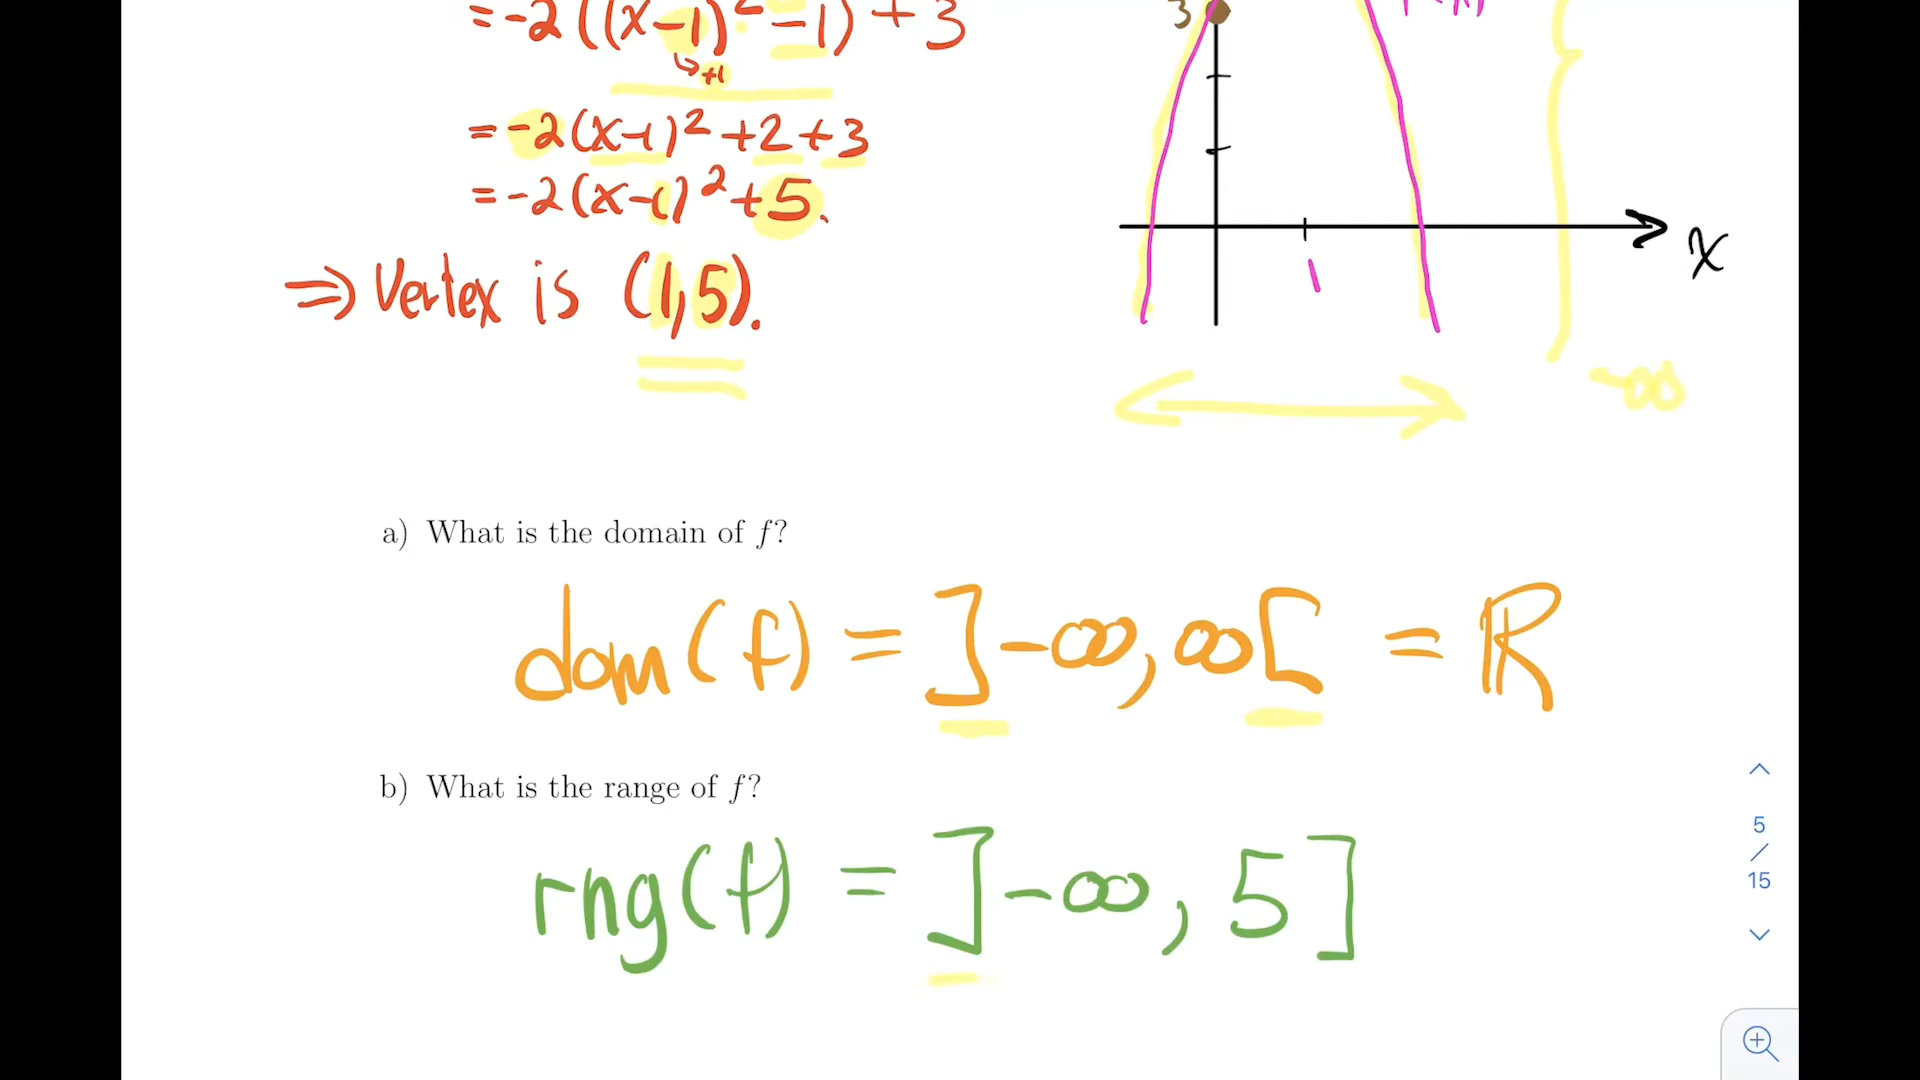 = -2((x-1)² - 1) + 3
↳ +1
= -2(x-1)² + 2 + 3
= -2(x-1)² + 5.
⇒ Vertex is (1,5).
3
1
x
-∞
a) What is the domain of f?
dom(f) = ]-∞, ∞[ = ℝ
b) What is the range of f?
rng(f) = ]-∞, 5]
5
/
15